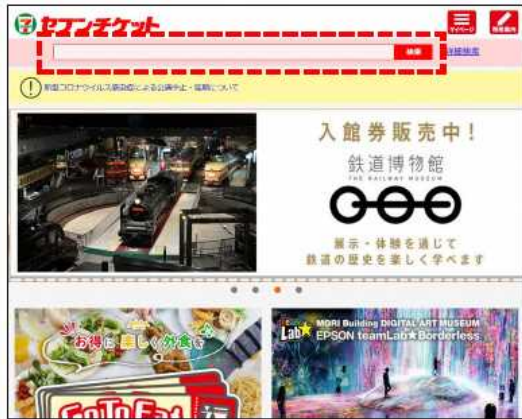 セブンチケット
マイページ
検索
詳細検索
新型コロナウイルス感染症による公演中止・延期について
入館券販売中！
鉄道博物館
THE RAILWAY MUSEUM
展示・体験を通じて
鉄道の歴史を楽しく学べます
お得に楽しく外食を
GoTo Eat
MORI Building DIGITAL ART MUSEUM
EPSON teamLab★Borderless